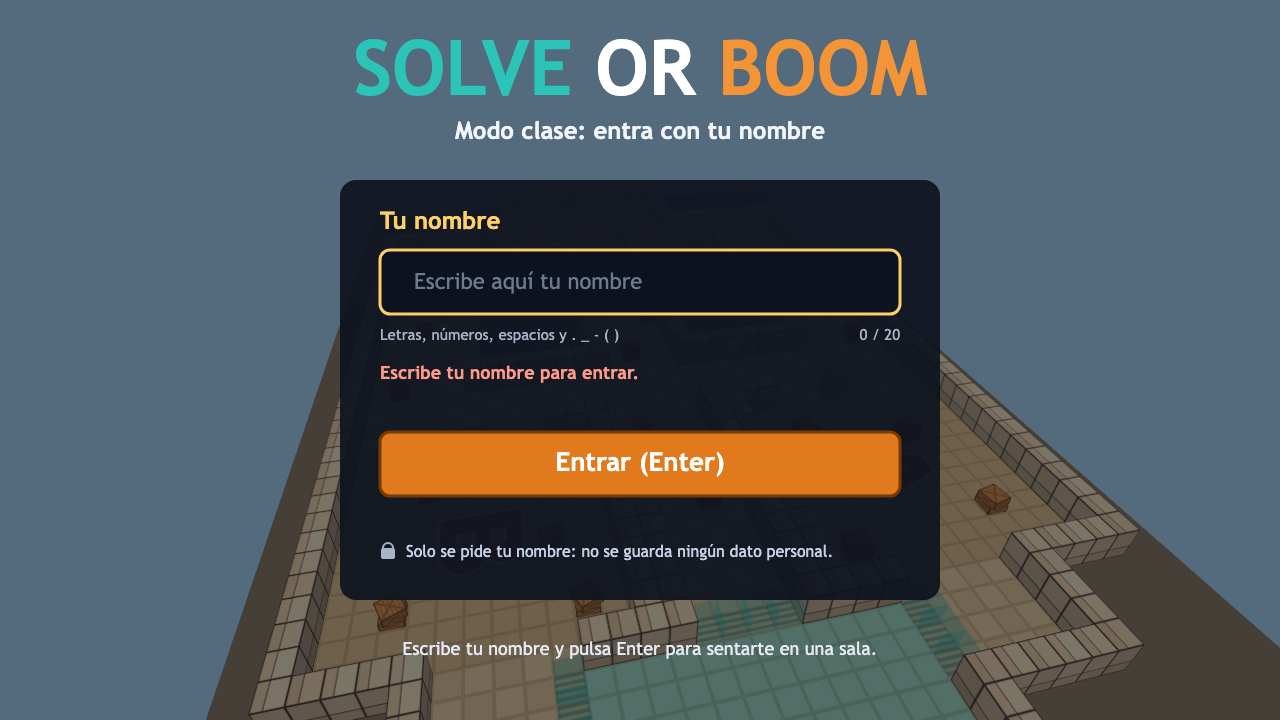 SOLVE OR BOOM
Modo clase: entra con tu nombre
Tu nombre
Escribe aquí tu nombre
Letras, números, espacios y . _ - ( )
0 / 20
Escribe tu nombre para entrar.
Entrar (Enter)
Solo se pide tu nombre: no se guarda ningún dato personal.
Escribe tu nombre y pulsa Enter para sentarte en una sala.